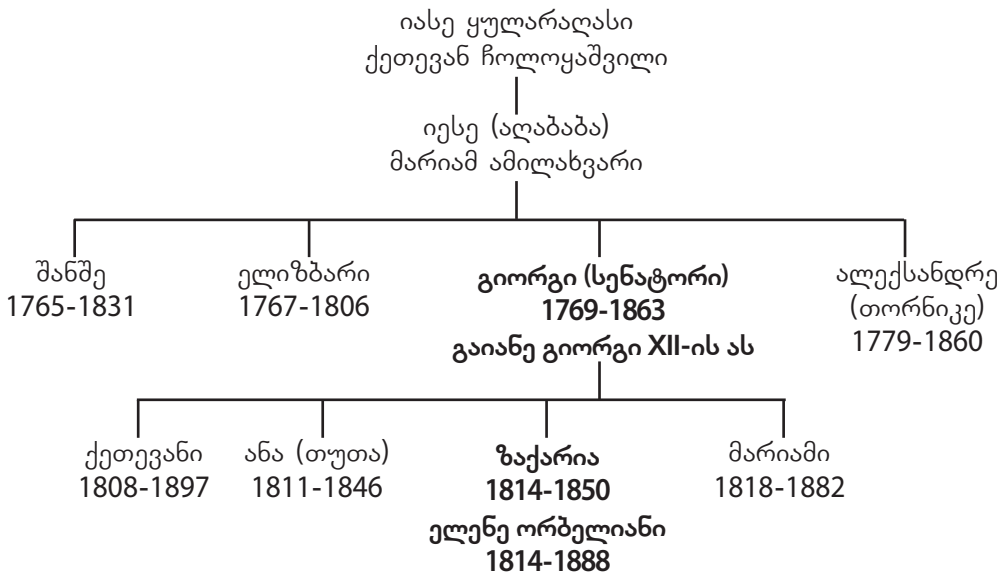 იასე ყულარაღასი
ქეთევან ჩოლოყაშვილი
იესე (აღაბაბა)
მარიამ ამილახვარი
შანშე
1765-1831
ელიზბარი
1767-1806
გიორგი (სენატორი)
1769-1863
გაიანე გიორგი XII-ის ას
ალექსანდრე
(თორნიკე)
1779-1860
ქეთევანი
1808-1897
ანა (თუთა)
1811-1846
ზაქარია
1814-1850
ელენე ორბელიანი
1814-1888
მარიამი
1818-1882